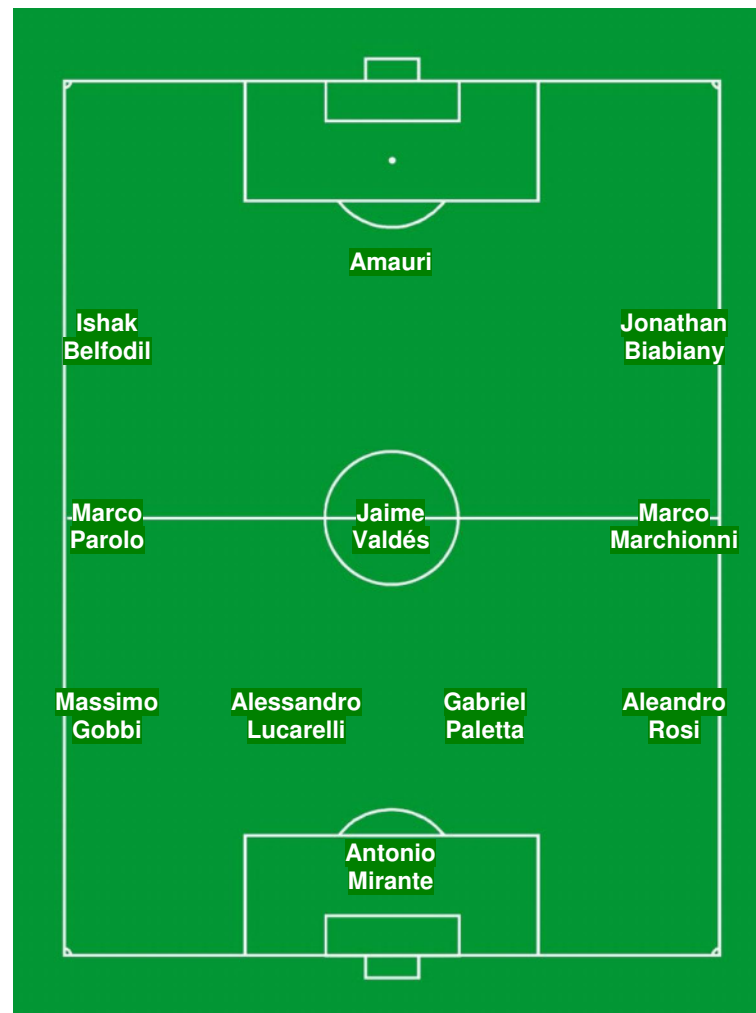 Amauri
Ishak
Belfodil
Jonathan
Biabiany
Marco
Parolo
Jaime
Valdés
Marco
Marchionni
Massimo
Gobbi
Alessandro
Lucarelli
Gabriel
Paletta
Aleandro
Rosi
Antonio
Mirante